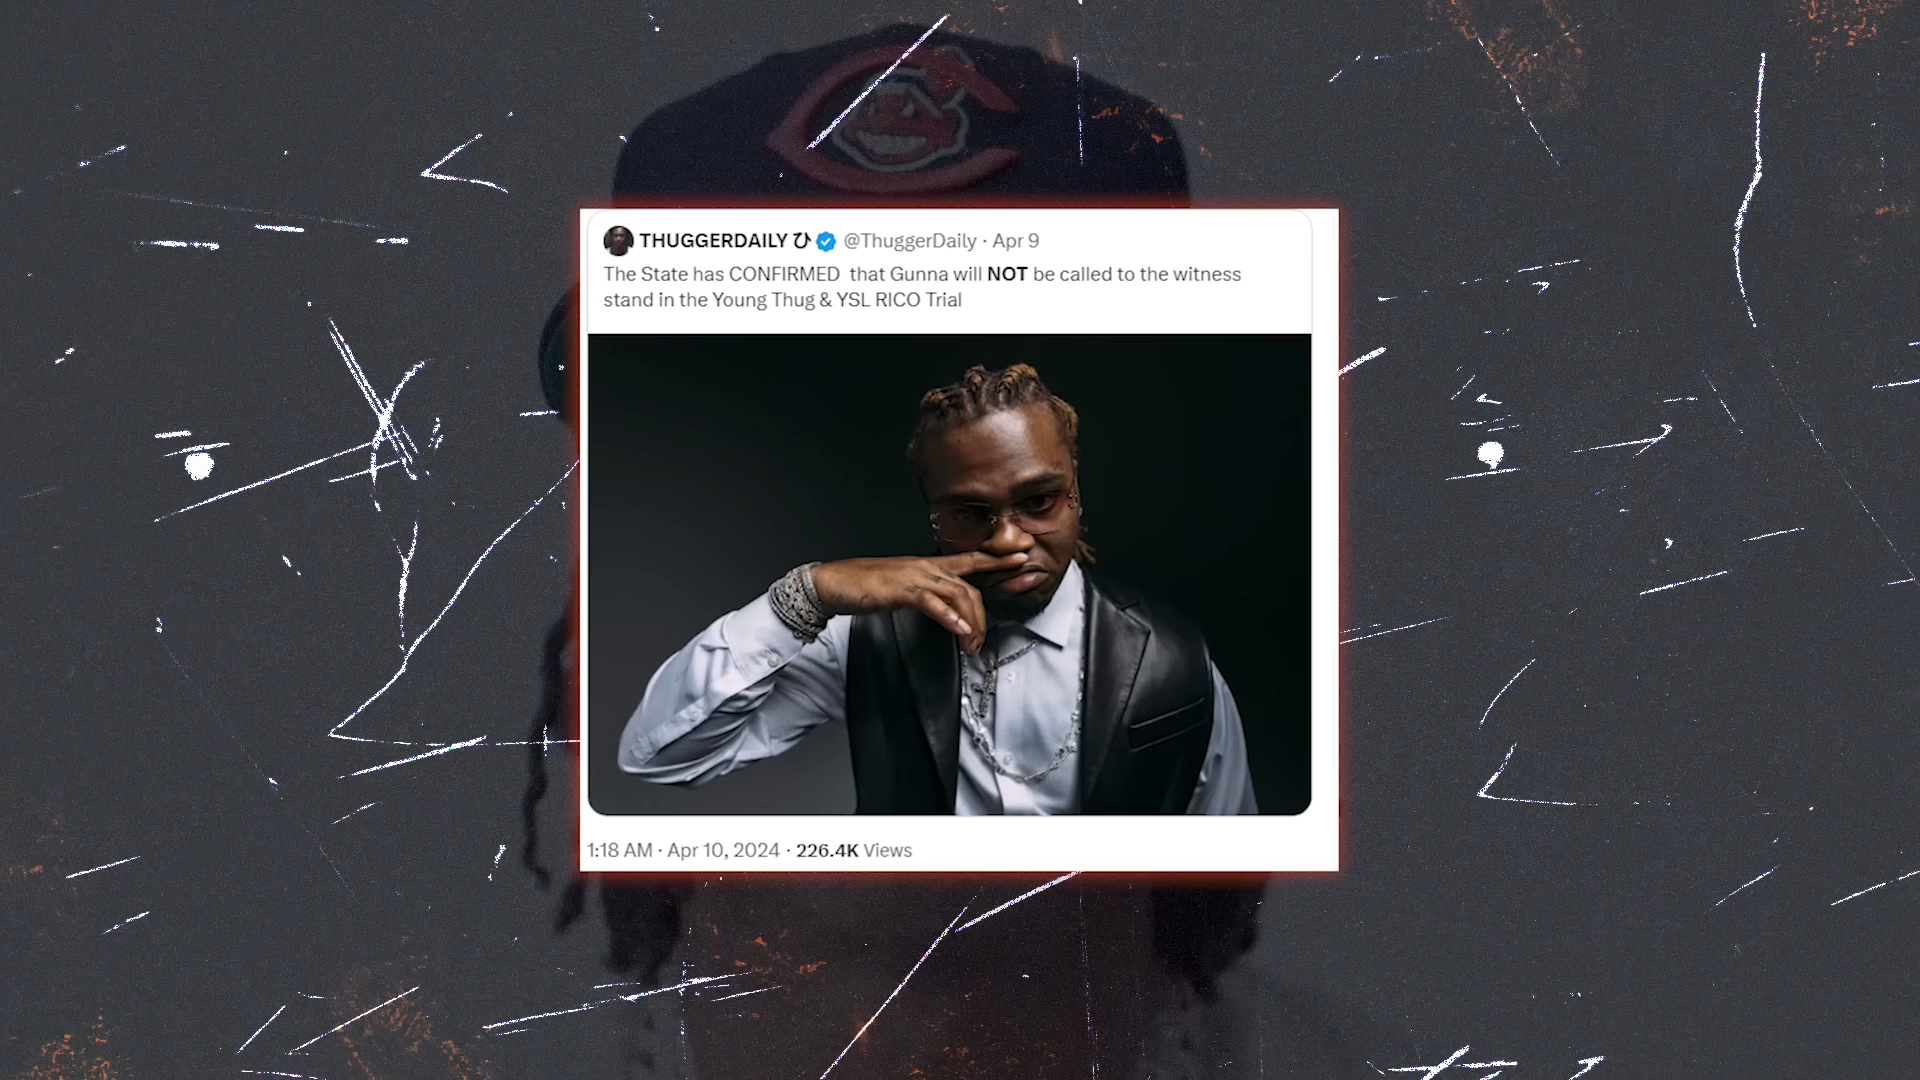 THUGGERDAILY ひ @ThuggerDaily · Apr 9
The State has CONFIRMED that Gunna will NOT be called to the witness
stand in the Young Thug & YSL RICO Trial
1:18 AM · Apr 10, 2024 · 226.4K Views